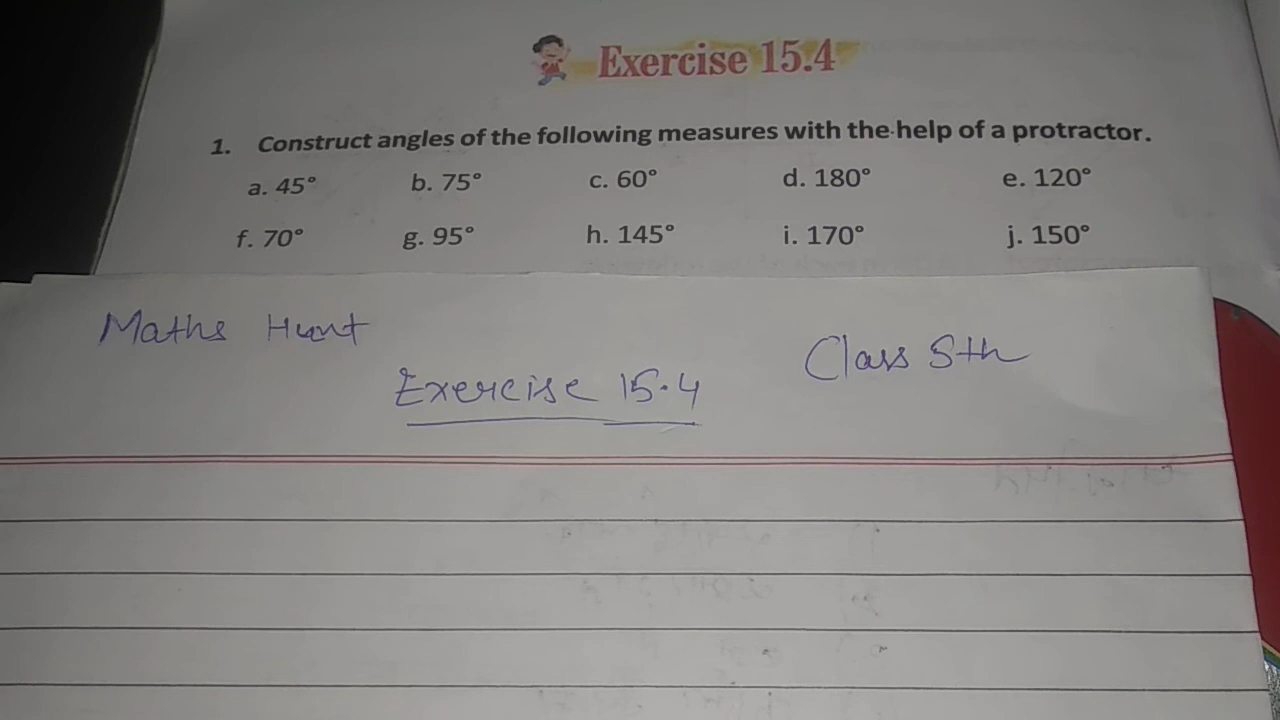 Exercise 15.4
1. Construct angles of the following measures with the help of a protractor.
a. 45° b. 75° c. 60° d. 180° e. 120°
f. 70° g. 95° h. 145° i. 170° j. 150°
Maths Hunt
Class 5th
Exercise 15.4